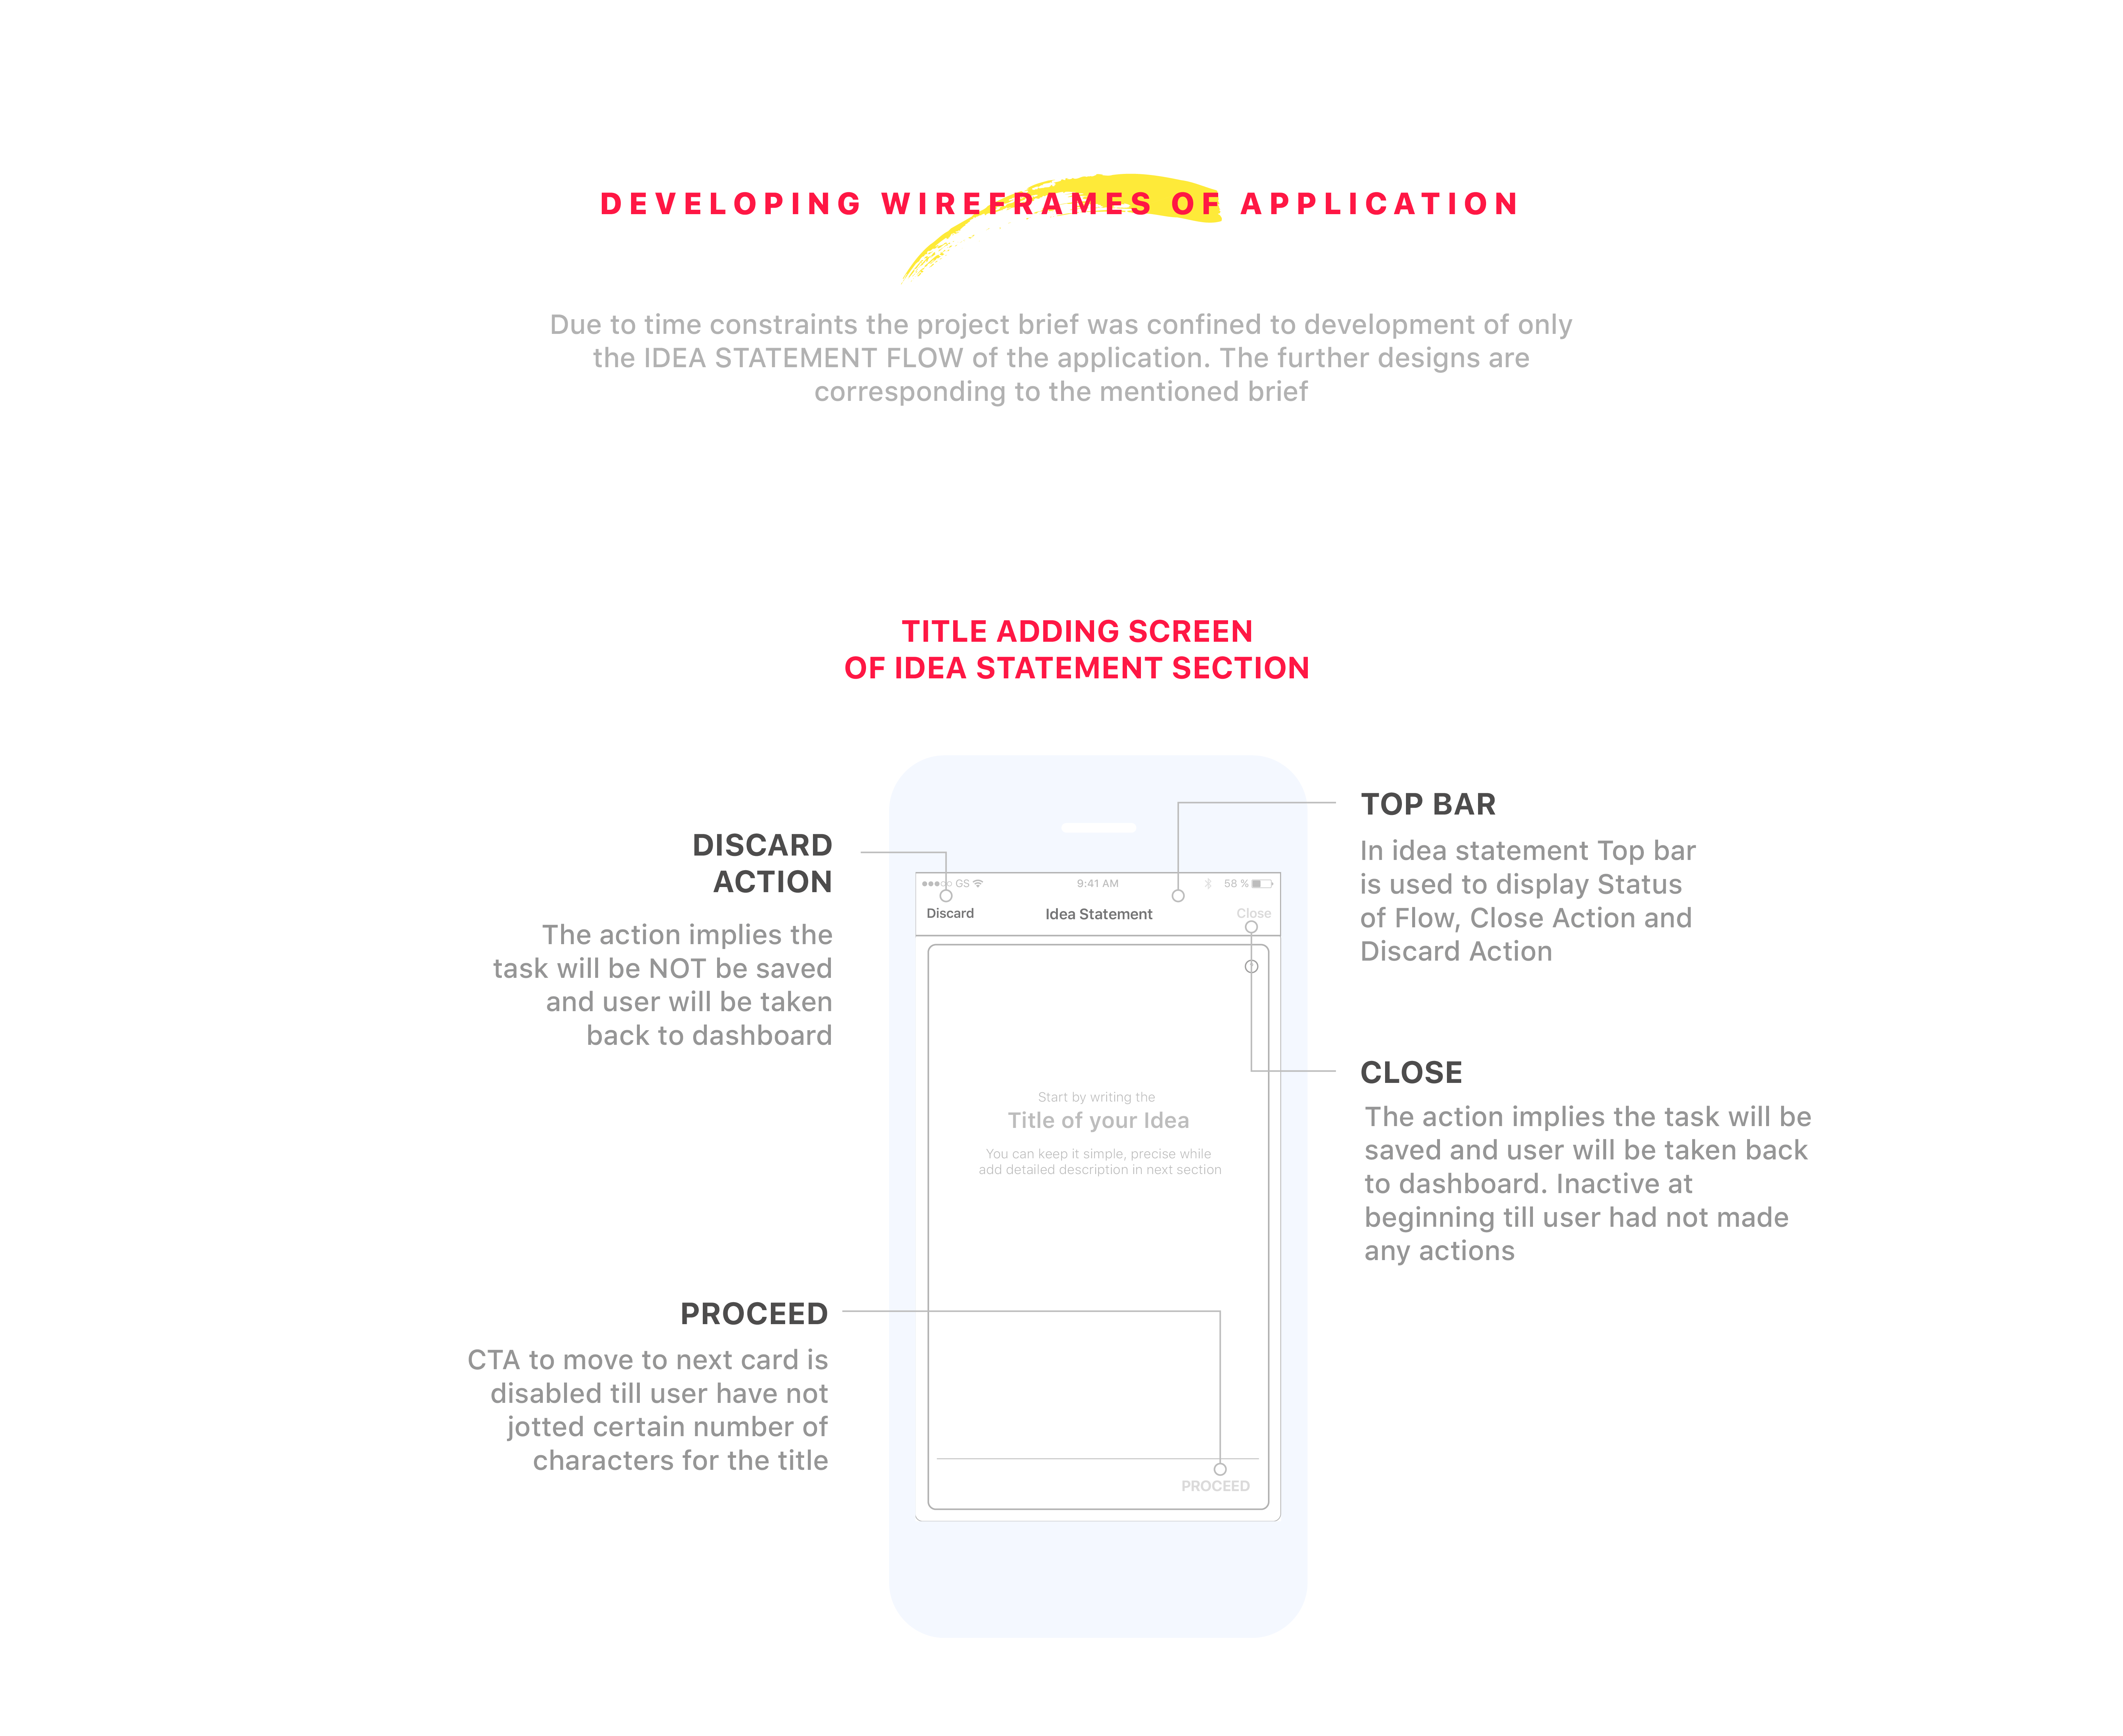 DEVELOPING WIREFRAMES OF APPLICATION
Due to time constraints the project brief was confined to development of only
the IDEA STATEMENT FLOW of the application. The further designs are
corresponding to the mentioned brief
TITLE ADDING SCREEN
OF IDEA STATEMENT SECTION
DISCARD
ACTION
The action implies the
task will be NOT be saved
and user will be taken
back to dashboard
PROCEED
CTA to move to next card is
disabled till user have not
jotted certain number of
characters for the title
GS 9:41 AM 58 %
Discard Idea Statement Close
Start by writing the
Title of your Idea
You can keep it simple, precise while
add detailed description in next section
PROCEED
TOP BAR
In idea statement Top bar
is used to display Status
of Flow, Close Action and
Discard Action
CLOSE
The action implies the task will be
saved and user will be taken back
to dashboard. Inactive at
beginning till user had not made
any actions